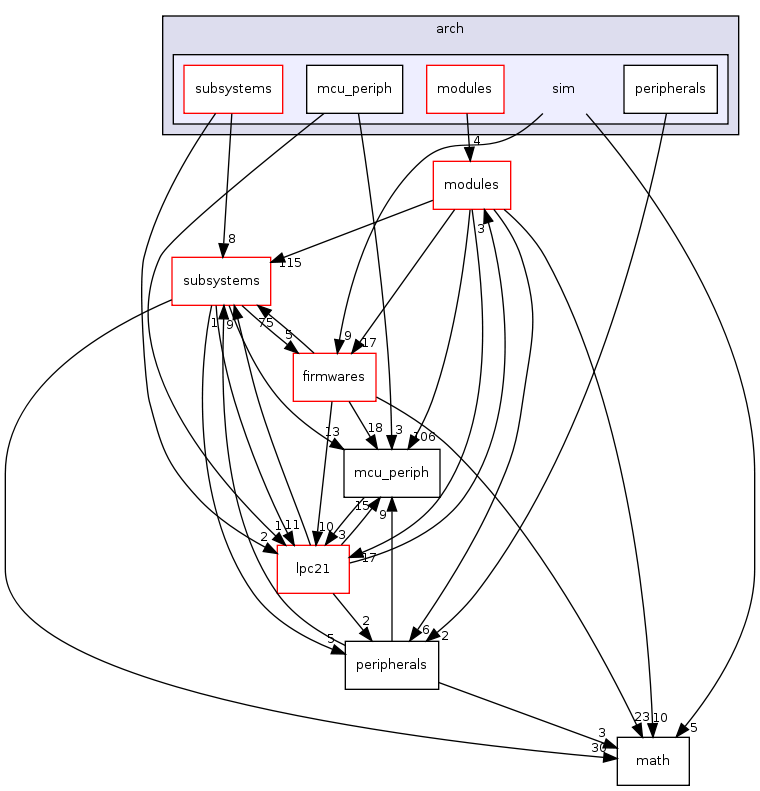 arch
subsystems
mcu_periph
modules
sim
peripherals
4
modules
8
3
115
subsystems
1
9
75
5
9
17
firmwares
13
18
3
106
mcu_periph
15
9
2
1
11
10
3
17
lpc21
2
5
6
2
peripherals
23
10
5
3
30
math